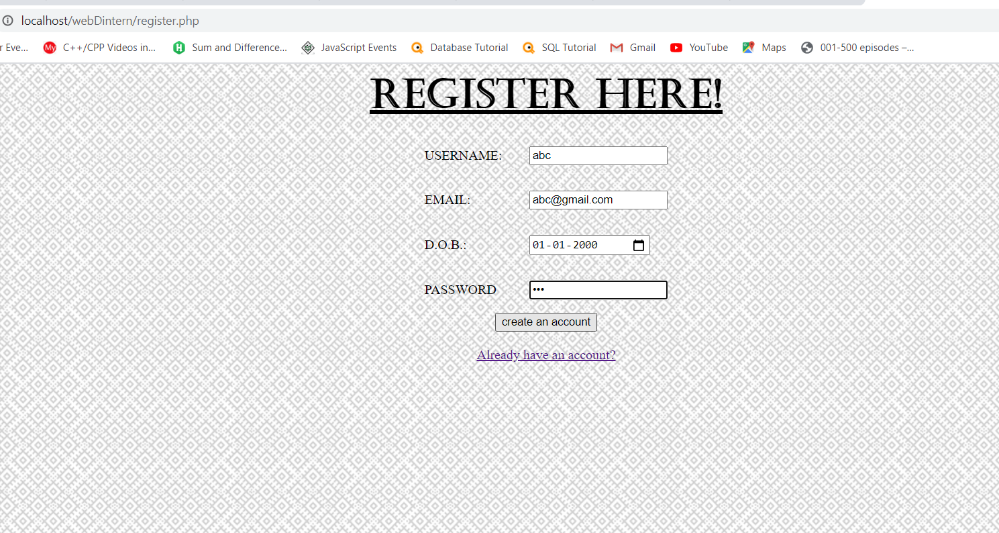 localhost/webDintern/register.php
r Eve... My C++/CPP Videos in... H Sum and Difference... JavaScript Events Database Tutorial SQL Tutorial Gmail YouTube Maps 001-500 episodes –...
REGISTER HERE!
USERNAME: abc
EMAIL: abc@gmail.com
D.O.B.: 01-01-2000
PASSWORD •••
create an account
Already have an account?